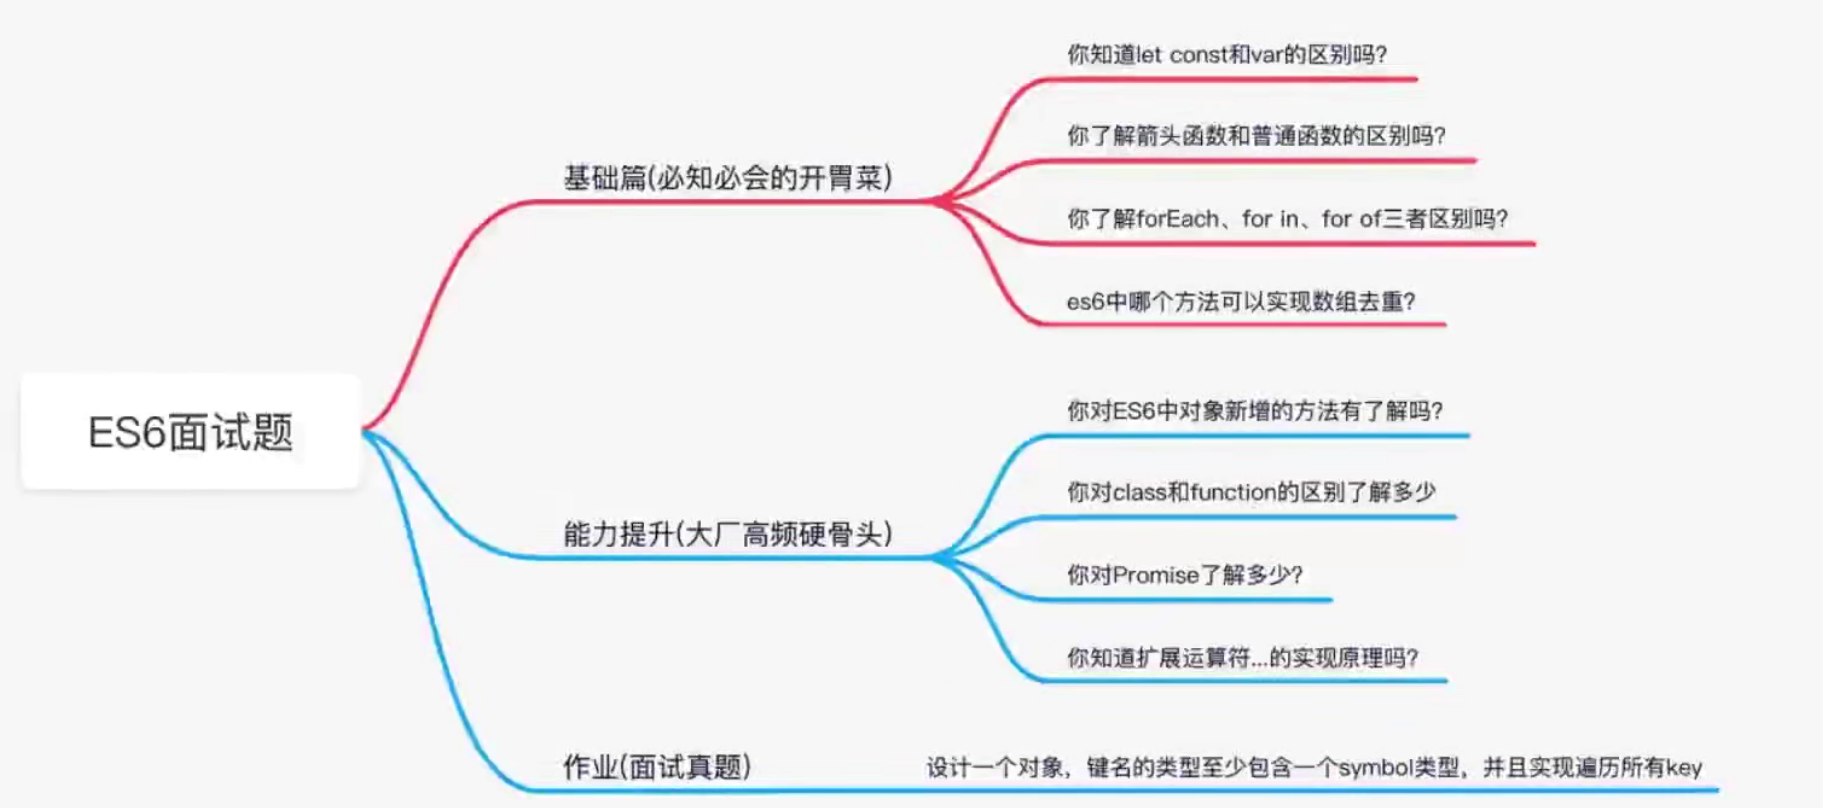 ES6面试题
基础篇(必知必会的开胃菜)
你知道let const和var的区别吗?
你了解箭头函数和普通函数的区别吗?
你了解forEach、for in、for of三者区别吗?
es6中哪个方法可以实现数组去重?
能力提升(大厂高频硬骨头)
你对ES6中对象新增的方法有了解吗?
你对class和function的区别了解多少
你对Promise了解多少?
你知道扩展运算符...的实现原理吗?
作业(面试真题)
设计一个对象，键名的类型至少包含一个symbol类型，并且实现遍历所有key